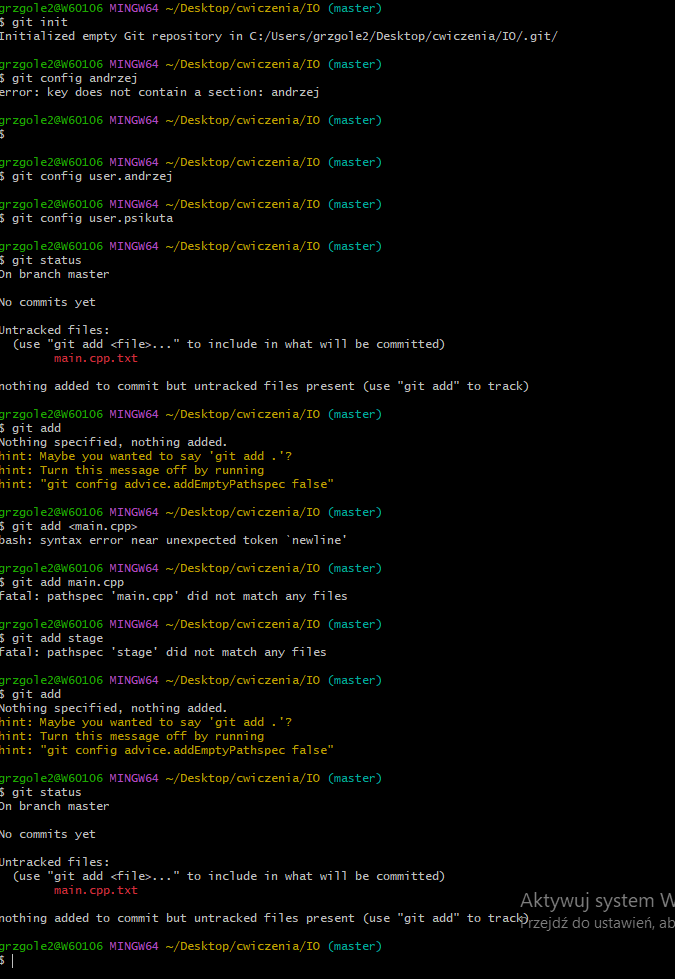 grzgole2@W60106 MINGW64 ~/Desktop/cwiczenia/IO (master)
$ git init
Initialized empty Git repository in C:/Users/grzgole2/Desktop/cwiczenia/IO/.git/
grzgole2@W60106 MINGW64 ~/Desktop/cwiczenia/IO (master)
$ git config andrzej
error: key does not contain a section: andrzej
grzgole2@W60106 MINGW64 ~/Desktop/cwiczenia/IO (master)
$
grzgole2@W60106 MINGW64 ~/Desktop/cwiczenia/IO (master)
$ git config user.andrzej
grzgole2@W60106 MINGW64 ~/Desktop/cwiczenia/IO (master)
$ git config user.psikuta
grzgole2@W60106 MINGW64 ~/Desktop/cwiczenia/IO (master)
$ git status
On branch master
No commits yet
Untracked files:
(use "git add <file>..." to include in what will be committed)
main.cpp.txt
nothing added to commit but untracked files present (use "git add" to track)
grzgole2@W60106 MINGW64 ~/Desktop/cwiczenia/IO (master)
$ git add
Nothing specified, nothing added.
hint: Maybe you wanted to say 'git add .'?
hint: Turn this message off by running
hint: "git config advice.addEmptyPathspec false"
grzgole2@W60106 MINGW64 ~/Desktop/cwiczenia/IO (master)
$ git add <main.cpp>
bash: syntax error near unexpected token `newline'
grzgole2@W60106 MINGW64 ~/Desktop/cwiczenia/IO (master)
$ git add main.cpp
fatal: pathspec 'main.cpp' did not match any files
grzgole2@W60106 MINGW64 ~/Desktop/cwiczenia/IO (master)
$ git add stage
fatal: pathspec 'stage' did not match any files
grzgole2@W60106 MINGW64 ~/Desktop/cwiczenia/IO (master)
$ git add
Nothing specified, nothing added.
hint: Maybe you wanted to say 'git add .'?
hint: Turn this message off by running
hint: "git config advice.addEmptyPathspec false"
grzgole2@W60106 MINGW64 ~/Desktop/cwiczenia/IO (master)
$ git status
On branch master
No commits yet
Untracked files:
(use "git add <file>..." to include in what will be committed)
main.cpp.txt
nothing added to commit but untracked files present (use "git add" to track)
grzgole2@W60106 MINGW64 ~/Desktop/cwiczenia/IO (master)
$
Aktywuj system W
Przejdź do ustawień, ab